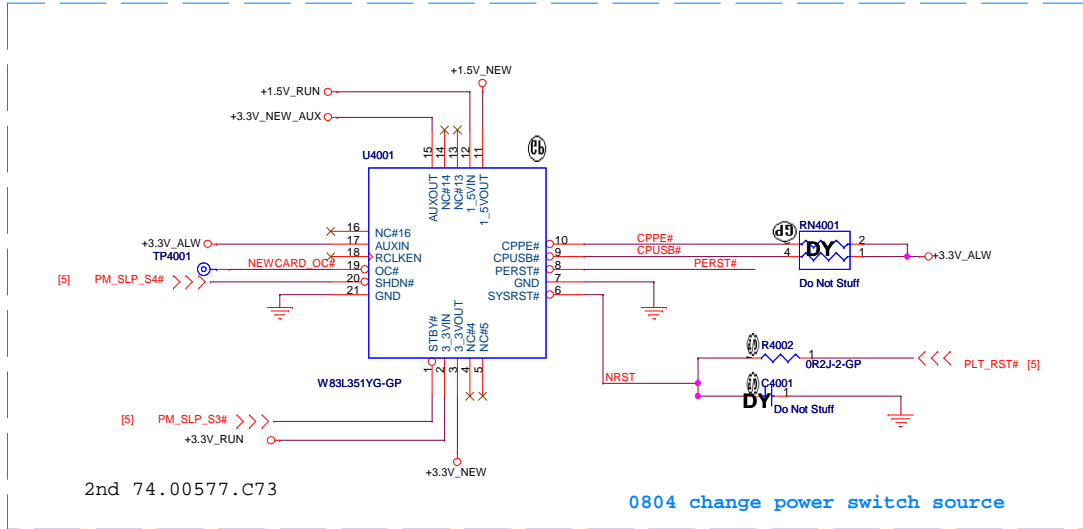 +1.5V_NEW
+1.5V_RUN
+3.3V_NEW_AUX
U4001
15
14
13
12
11
AUXOUT
NC#14
NC#13
1_5VIN
1_5VOUT
16
NC#16
+3.3V_ALW
17
AUXIN
TP4001
18
RCLKEN
NEWCARD_OC#
19
OC#
[5]
PM_SLP_S4#
20
SHDN#
21
GND
CPPE#
10
CPPE#
CPUSB#
9
CPUSB#
PERST#
8
PERST#
GND
7
SYSRST#
6
RN4001
2
4
1
DY
+3.3V_ALW
Do Not Stuff
STBY#
3_3VIN
3_3VOUT
NC#4
NC#5
1
2
3
4
5
W83L351YG-GP
R4002
1
0R2J-2-GP
PLT_RST#
[5]
NRST
C4001
1
DY
Do Not Stuff
[5]
PM_SLP_S3#
+3.3V_RUN
+3.3V_NEW
2nd 74.00577.C73
0804 change power switch source